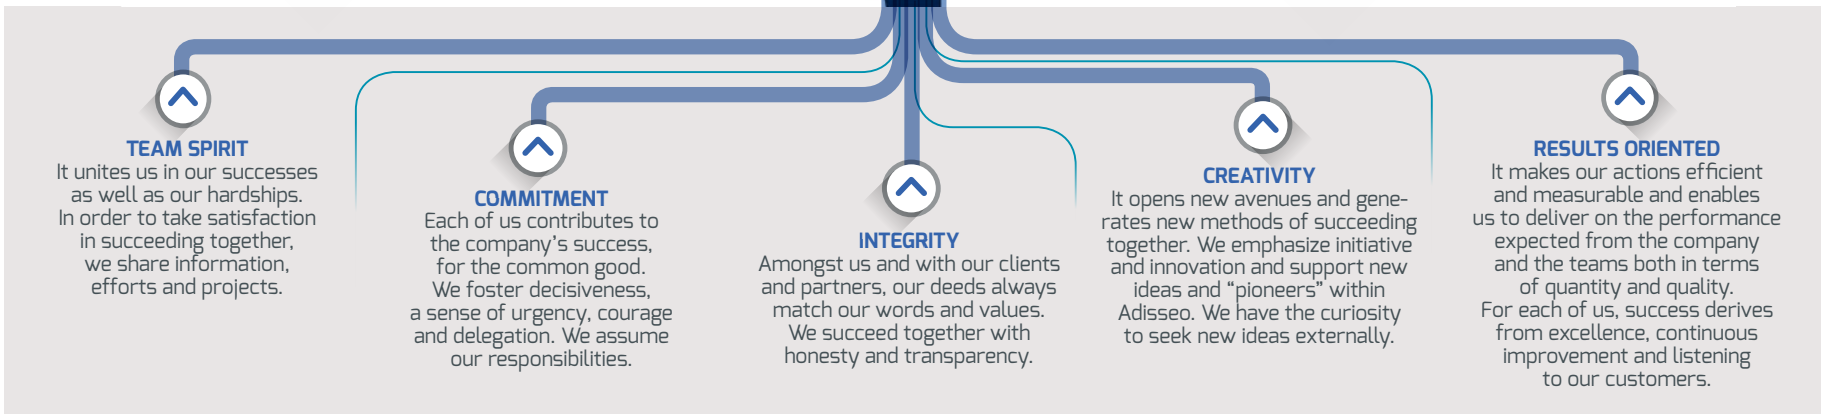 TEAM SPIRIT
It unites us in our successes
as well as our hardships.
In order to take satisfaction
in succeeding together,
we share information,
efforts and projects.
COMMITMENT
Each of us contributes to
the company's success,
for the common good.
We foster decisiveness,
a sense of urgency, courage
and delegation. We assume
our responsibilities.
INTEGRITY
Amongst us and with our clients
and partners, our deeds always
match our words and values.
We succeed together with
honesty and transparency.
CREATIVITY
It opens new avenues and gene-
rates new methods of succeeding
together. We emphasize initiative
and innovation and support new
ideas and “pioneers” within
Adisseo. We have the curiosity
to seek new ideas externally.
RESULTS ORIENTED
It makes our actions efficient
and measurable and enables
us to deliver on the performance
expected from the company
and the teams both in terms
of quantity and quality.
For each of us, success derives
from excellence, continuous
improvement and listening
to our customers.